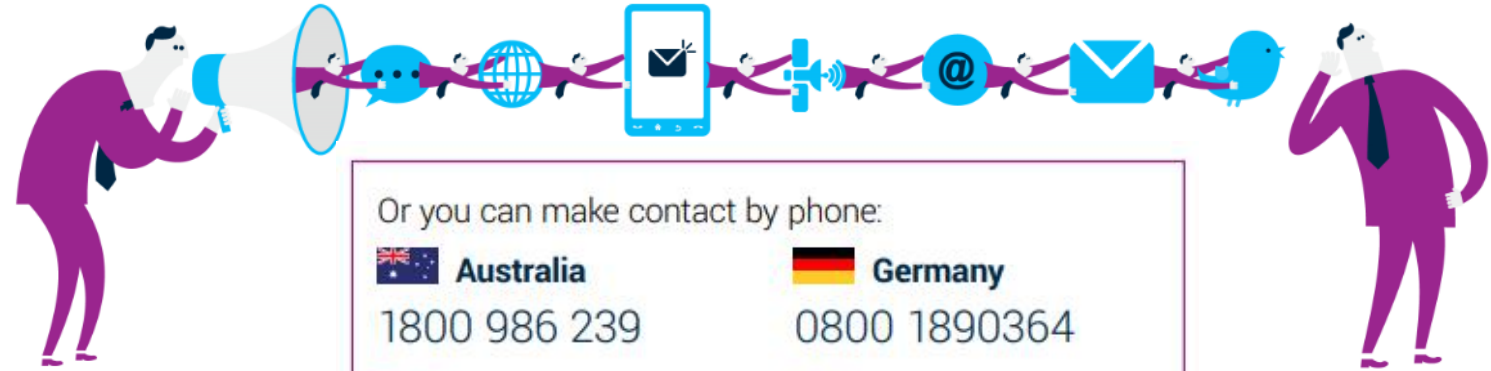 @
Or you can make contact by phone:
Australia
Germany
1800 986 239
0800 1890364